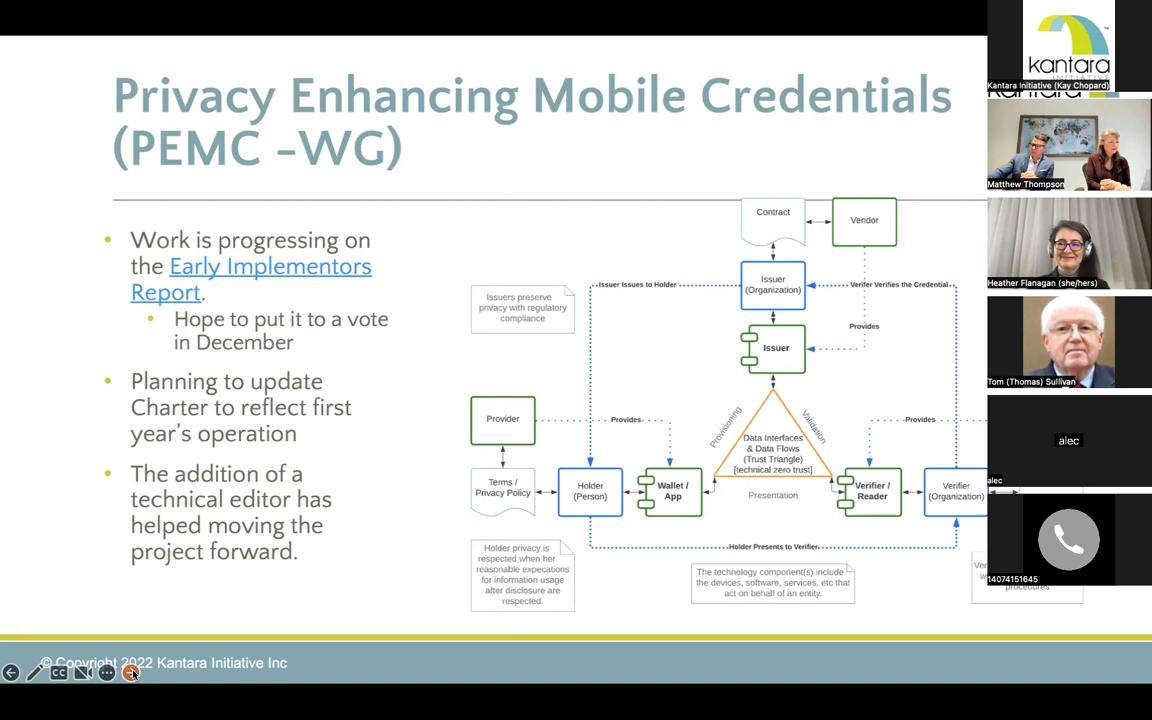 Privacy Enhancing Mobile Credentials
(PEMC –WG)
Work is progressing on
the Early Implementors
Report.
Hope to put it to a vote
in December
Planning to update
Charter to reflect first
year's operation
The addition of a
technical editor has
helped moving the
project forward.
Contract
Vendor
Issuer
(Organization)
Issuer Issues to Holder
Verifer Verifies the Credential
Issuers preserve
privacy with regulatory
compliance
Provides
Issuer
Provider
Provides
Provisioning
Validation
Provides
Data Interfaces
& Data Flows
(Trust Triangle)
[technical zero trust]
Terms /
Privacy Policy
Holder
(Person)
Wallet /
App
Presentation
Verifier /
Reader
Verifier
(Organization)
Holder Presents to Verifier
Holder privacy is
respected when her
reasonable expecations
for information usage
after disclosure are
respected.
The technology component(s) include
the devices, software, services, etc that
act on behalf of an entity.
Ver
w
procedures
© Copyright 2022 Kantara Initiative Inc
CC
kantara
INITIATIVE
Kantara Initiative (Kay Chopard)
Matthew Thompson
Heather Flanagan (she/hers)
Tom (Thomas) Sullivan
alec
alec
14074151645